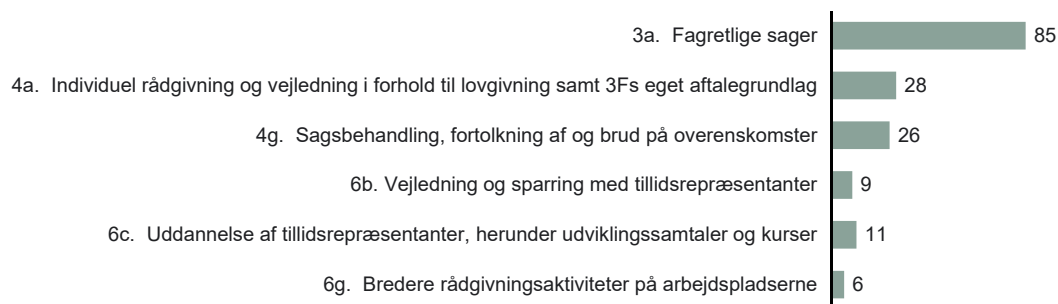 3a. Fagretlige sager 85
4a. Individuel rådgivning og vejledning i forhold til lovgivning samt 3Fs eget aftalegrundlag 28
4g. Sagsbehandling, fortolkning af og brud på overenskomster 26
6b. Vejledning og sparring med tillidsrepræsentanter 9
6c. Uddannelse af tillidsrepræsentanter, herunder udviklingssamtaler og kurser 11
6g. Bredere rådgivningsaktiviteter på arbejdspladserne 6